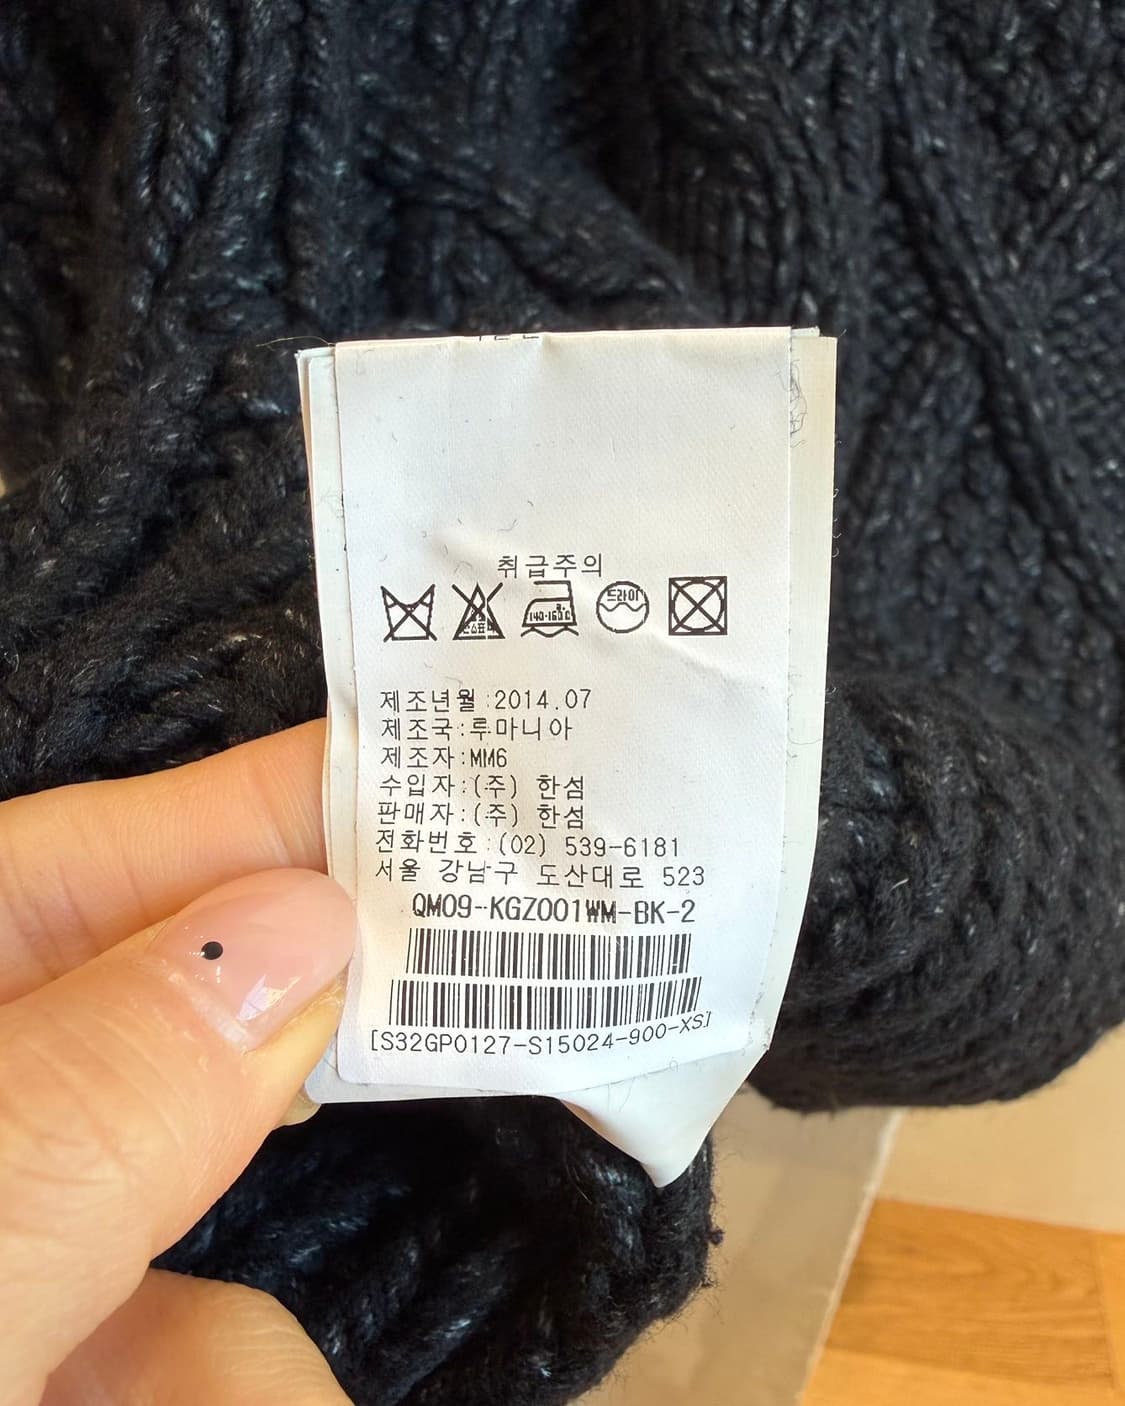 취급주의
140-160℃
드라이
제조년월:2014.07
제조국:루마니아
제조자:MM6
수입자:(주) 한섬
판매자:(주) 한섬
전화번호:(02) 539-6181
서울 강남구 도산대로 523
QM09-KGZ001WM-BK-2
[S32GP0127-S15024-900-XS]